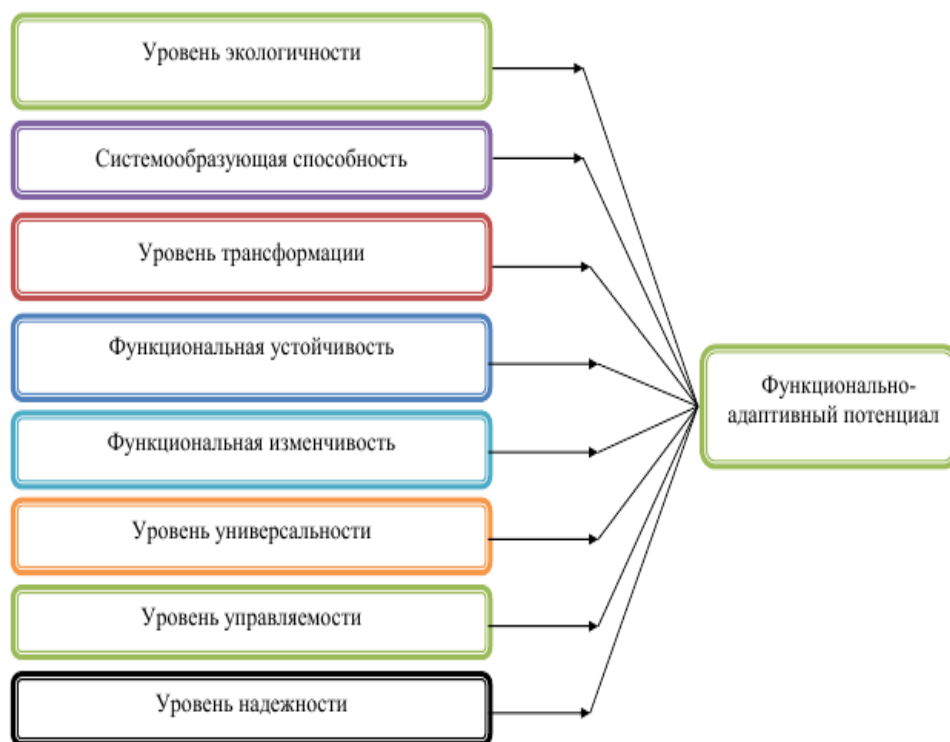 Уровень экологичности
Системообразующая способность
Уровень трансформации
Функциональная устойчивость
Функциональная изменчивость
Уровень универсальности
Уровень управляемости
Уровень надежности
Функционально-
адаптивный потенциал